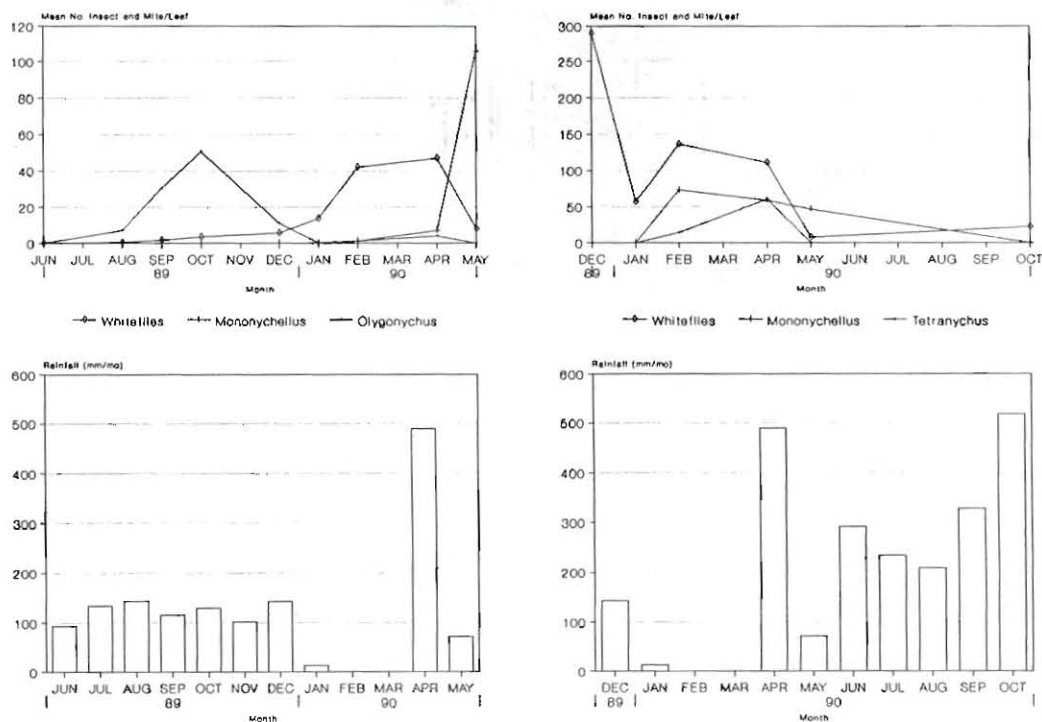 Mean No. Insect and Mite/Leaf
120
100
80
60
40
20
0
JUN JUL AUG SEP OCT NOV DEC JAN FEB MAR APR MAY
89 90
Month
Whiteflies Mononychellus Olygonychus
Mean No. Insect and Mite/Leaf
300
250
200
150
100
50
0
DEC JAN FEB MAR APR MAY JUN JUL AUG SEP OCT
89 90
Month
Whiteflies Mononychellus Tetranychus
Rainfall (mm/mo)
600
500
400
300
200
100
0
JUN JUL AUG SEP OCT NOV DEC JAN FEB MAR APR MAY
89 90
Month
Rainfall (mm/mo)
600
500
400
300
200
100
0
DEC JAN FEB MAR APR MAY JUN JUL AUG SEP OCT
89 90
Month